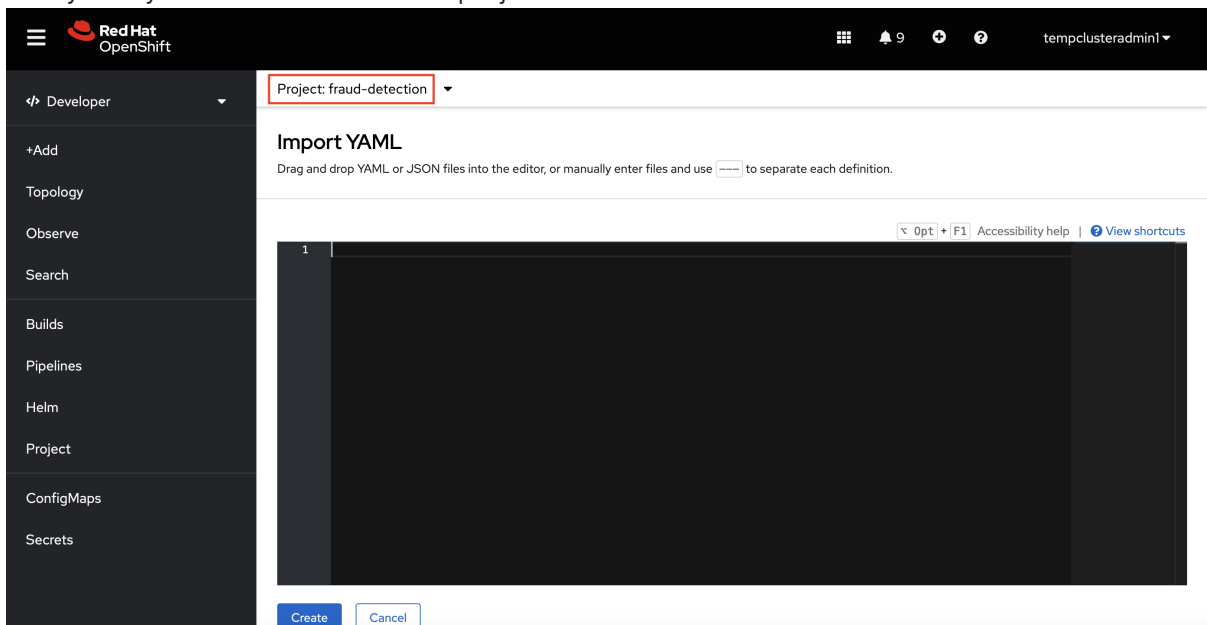 Red Hat
OpenShift
9
tempclusteradmin1
Developer
Project: fraud-detection
+Add
Topology
Observe
Search
Builds
Pipelines
Helm
Project
ConfigMaps
Secrets
Import YAML
Drag and drop YAML or JSON files into the editor, or manually enter files and use --- to separate each definition.
⌥ Opt + F1 Accessibility help | View shortcuts
1
Create Cancel